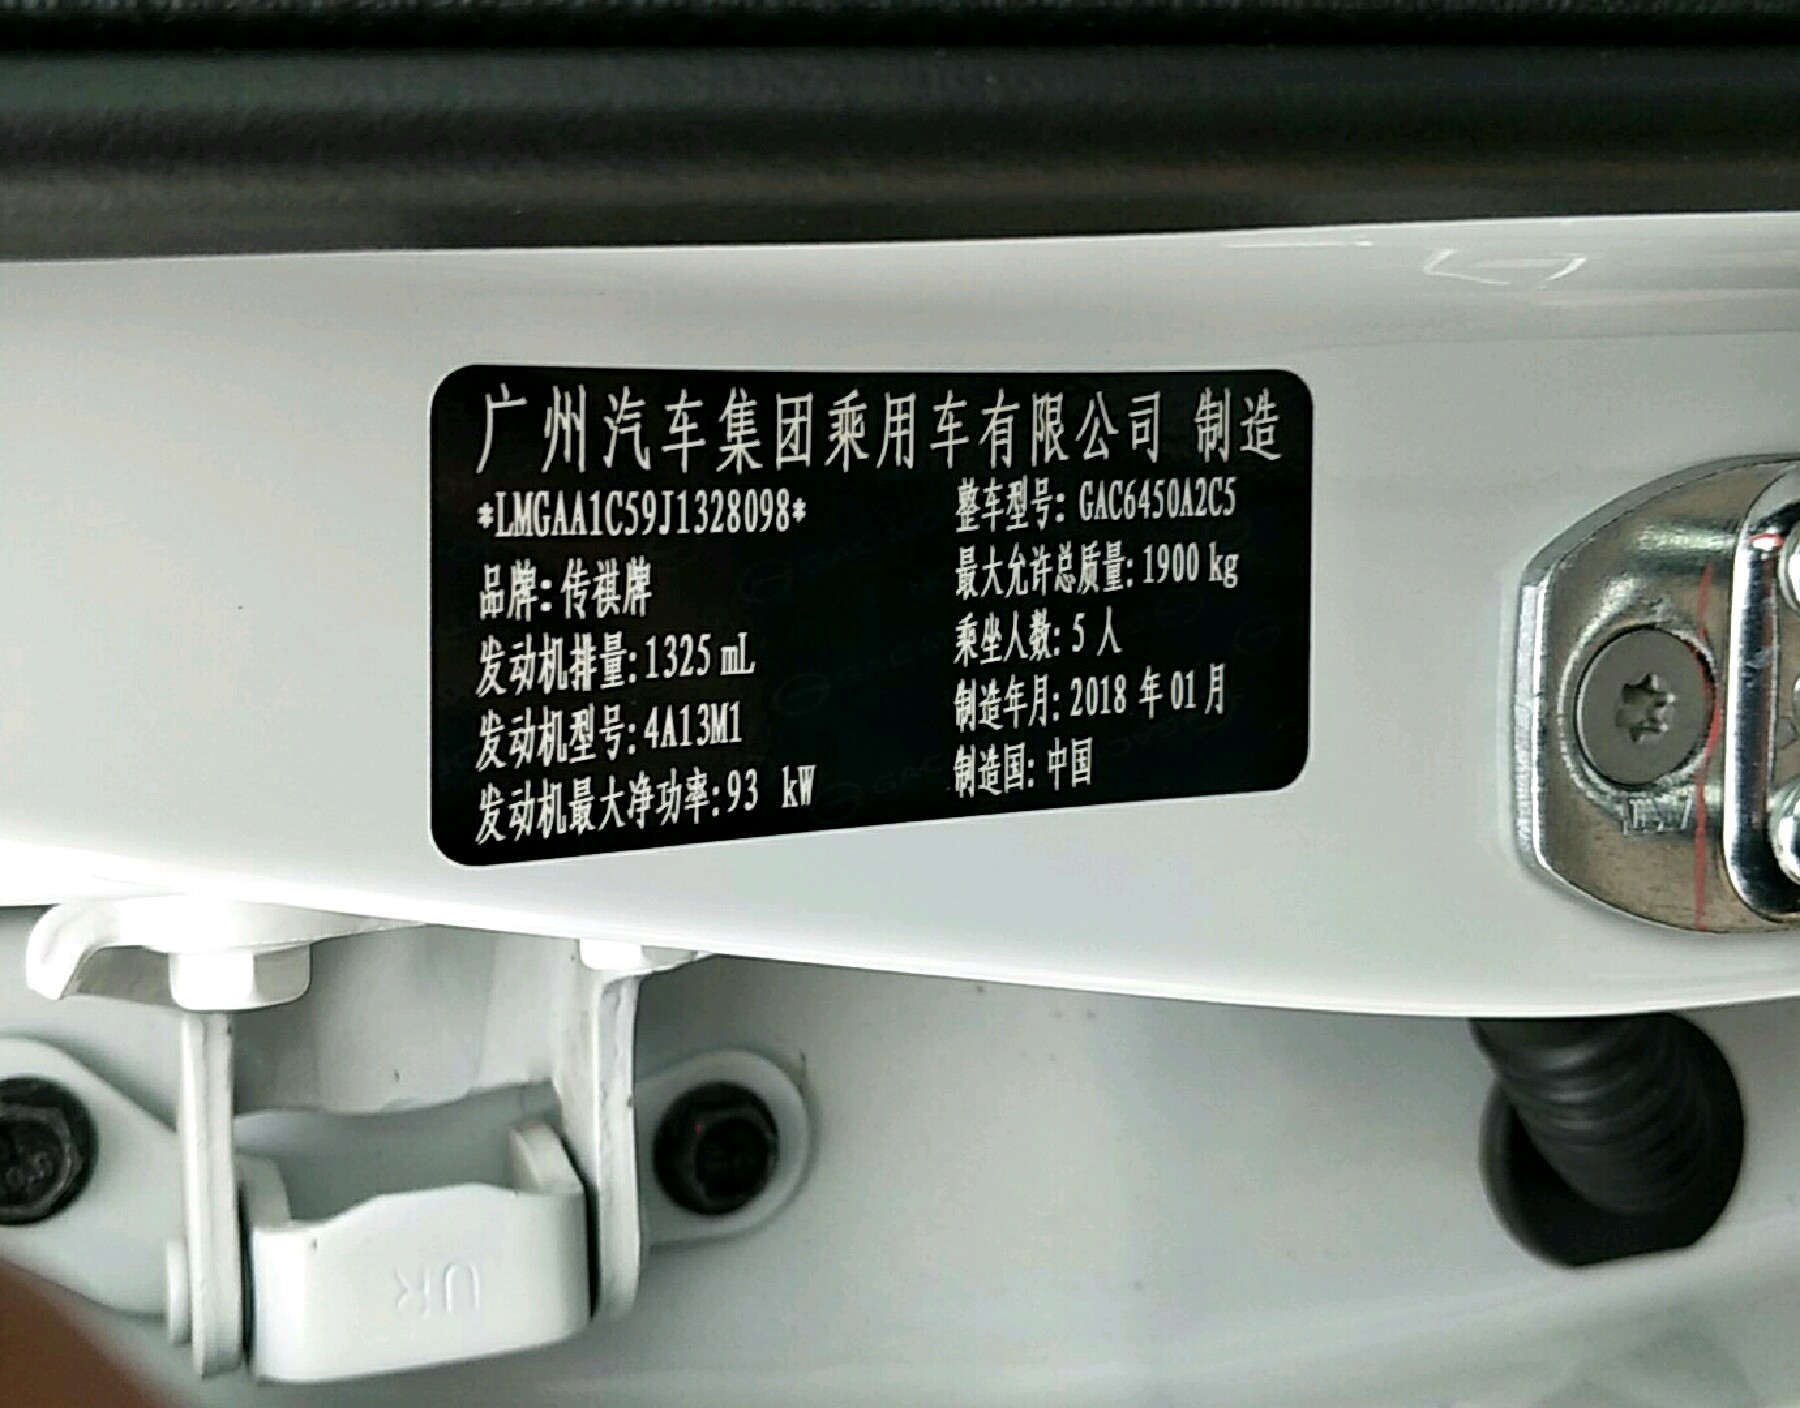 广州汽车集团乘用车有限公司 制造
*LMGAA1C59J1328098*
品牌:传祺牌
发动机排量:1325 mL
发动机型号:4A13M1
发动机最大净功率:93 kW
整车型号:GAC6450A2C5
最大允许总质量:1900 kg
乘坐人数:5 人
制造年月:2018 年 01 月
制造国:中国
UR